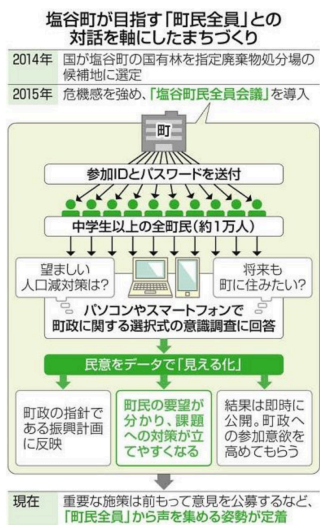 塩谷町が目指す「町民全員」との
対話を軸にしたまちづくり
2014年
国が塩谷町の国有林を指定廃棄物処分場の
候補地に選定
2015年
危機感を強め、「塩谷町民全員会議」を導入
町
参加IDとパスワードを送付
中学生以上の全町民(約1万人)
望ましい
人口減対策は?
将来も
町に住みたい?
パソコンやスマートフォンで
町政に関する選択式の意識調査に回答
民意をデータで「見える化」
町政の指針で
ある振興計画
に反映
町民の要望が
分かり、課題
への対策が立
てやすくなる
結果は即時に
公開。町政へ
の参加意欲を
高めてもらう
現在
重要な施策は前もって意見を公募するなど、
「町民全員」から声を集める姿勢が定着